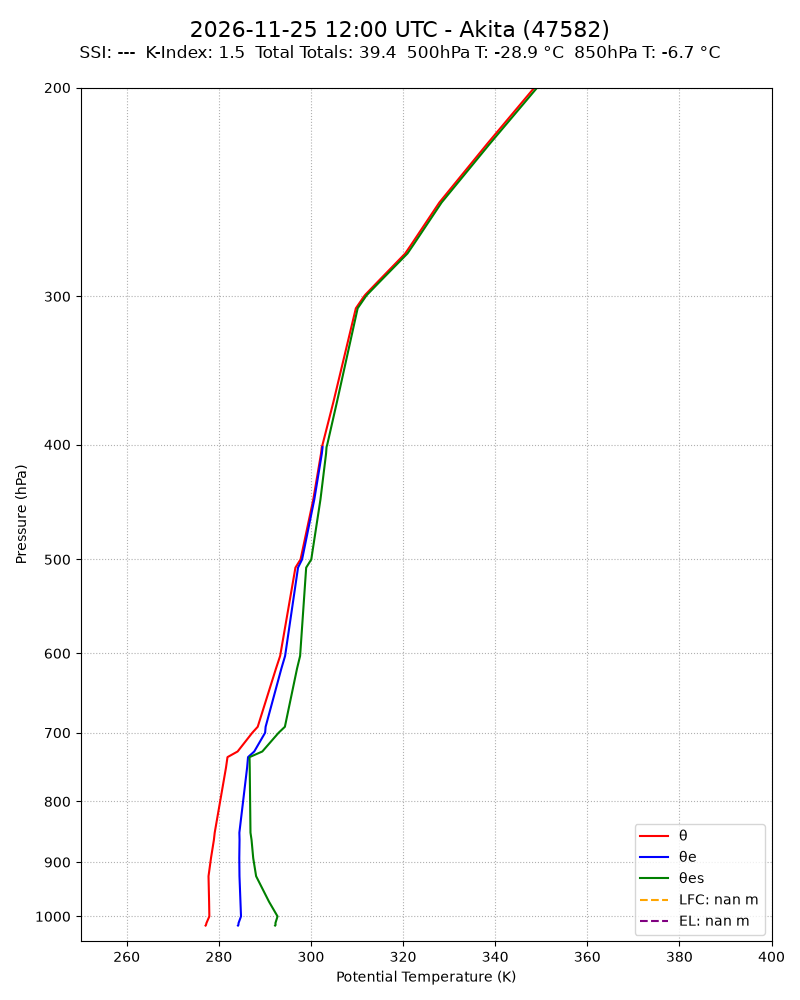 2026-11-25 12:00 UTC - Akita (47582)
SSI: --- K-Index: 1.5 Total Totals: 39.4 500hPa T: -28.9 °C 850hPa T: -6.7 °C
200
300
400
500
600
700
800
900
1000
Pressure (hPa)
260 280 300 320 340 360 380 400
Potential Temperature (K)
θ
θe
θes
LFC: nan m
EL: nan m